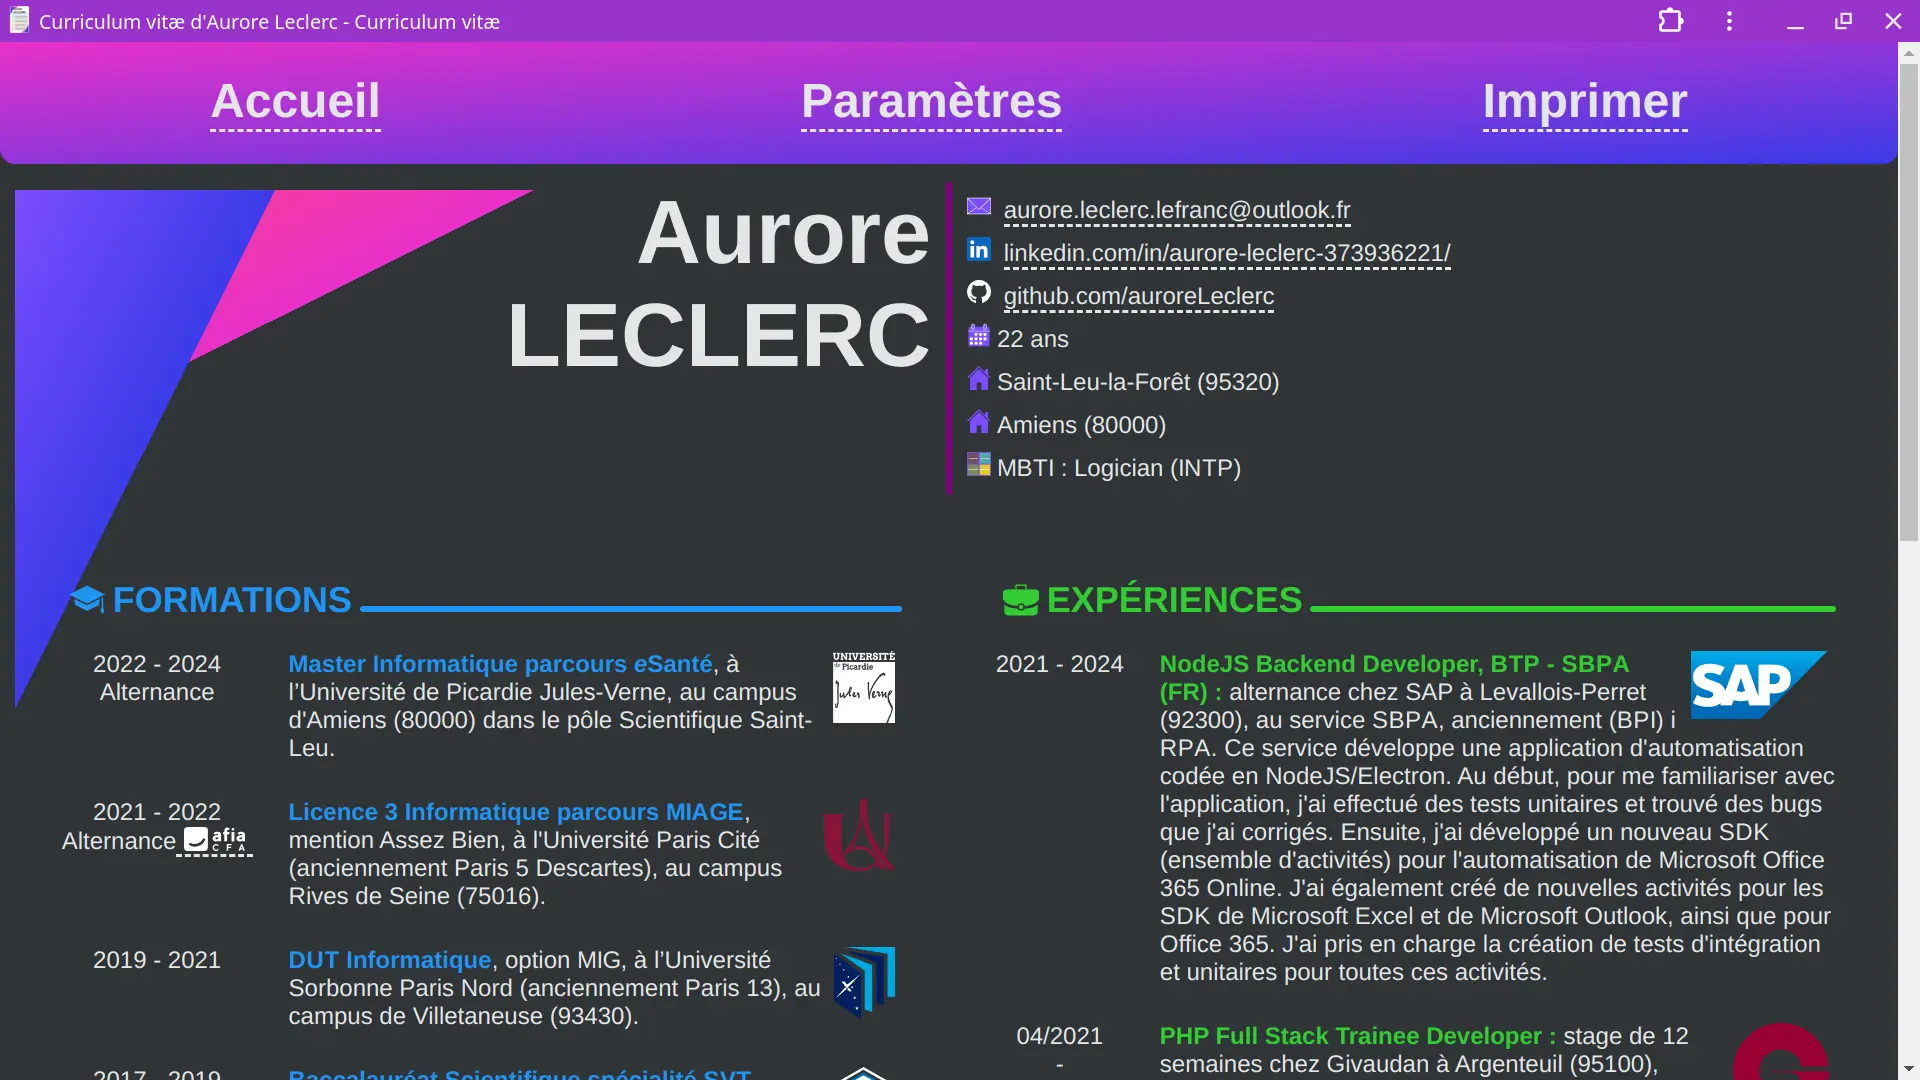 Curriculum vitæ d'Aurore Leclerc - Curriculum vitæ
Accueil
Paramètres
Imprimer
Aurore
LECLERC
aurore.leclerc.lefranc@outlook.fr
linkedin.com/in/aurore-leclerc-373936221/
github.com/auroreLeclerc
22 ans
Saint-Leu-la-Forêt (95320)
Amiens (80000)
MBTI : Logician (INTP)
FORMATIONS
2022 - 2024
Alternance
Master Informatique parcours eSanté, à
l’Université de Picardie Jules-Verne, au campus
d'Amiens (80000) dans le pôle Scientifique Saint-
Leu.
UNIVERSITÉ
de Picardie
Jules Verne
2021 - 2022
Alternance afia
CFA
Licence 3 Informatique parcours MIAGE,
mention Assez Bien, à l'Université Paris Cité
(anciennement Paris 5 Descartes), au campus
Rives de Seine (75016).
2019 - 2021
DUT Informatique, option MIG, à l’Université
Sorbonne Paris Nord (anciennement Paris 13), au
campus de Villetaneuse (93430).
2017 - 2019
Baccalauréat Scientifique spécialité SVT
EXPÉRIENCES
2021 - 2024
NodeJS Backend Developer, BTP - SBPA
(FR) : alternance chez SAP à Levallois-Perret
(92300), au service SBPA, anciennement (BPI) i
RPA. Ce service développe une application d'automatisation
codée en NodeJS/Electron. Au début, pour me familiariser avec
l'application, j'ai effectué des tests unitaires et trouvé des bugs
que j'ai corrigés. Ensuite, j'ai développé un nouveau SDK
(ensemble d'activités) pour l'automatisation de Microsoft Office
365 Online. J'ai également créé de nouvelles activités pour les
SDK de Microsoft Excel et de Microsoft Outlook, ainsi que pour
Office 365. J'ai pris en charge la création de tests d'intégration
et unitaires pour toutes ces activités.
SAP
04/2021
-
PHP Full Stack Trainee Developer : stage de 12
semaines chez Givaudan à Argenteuil (95100),